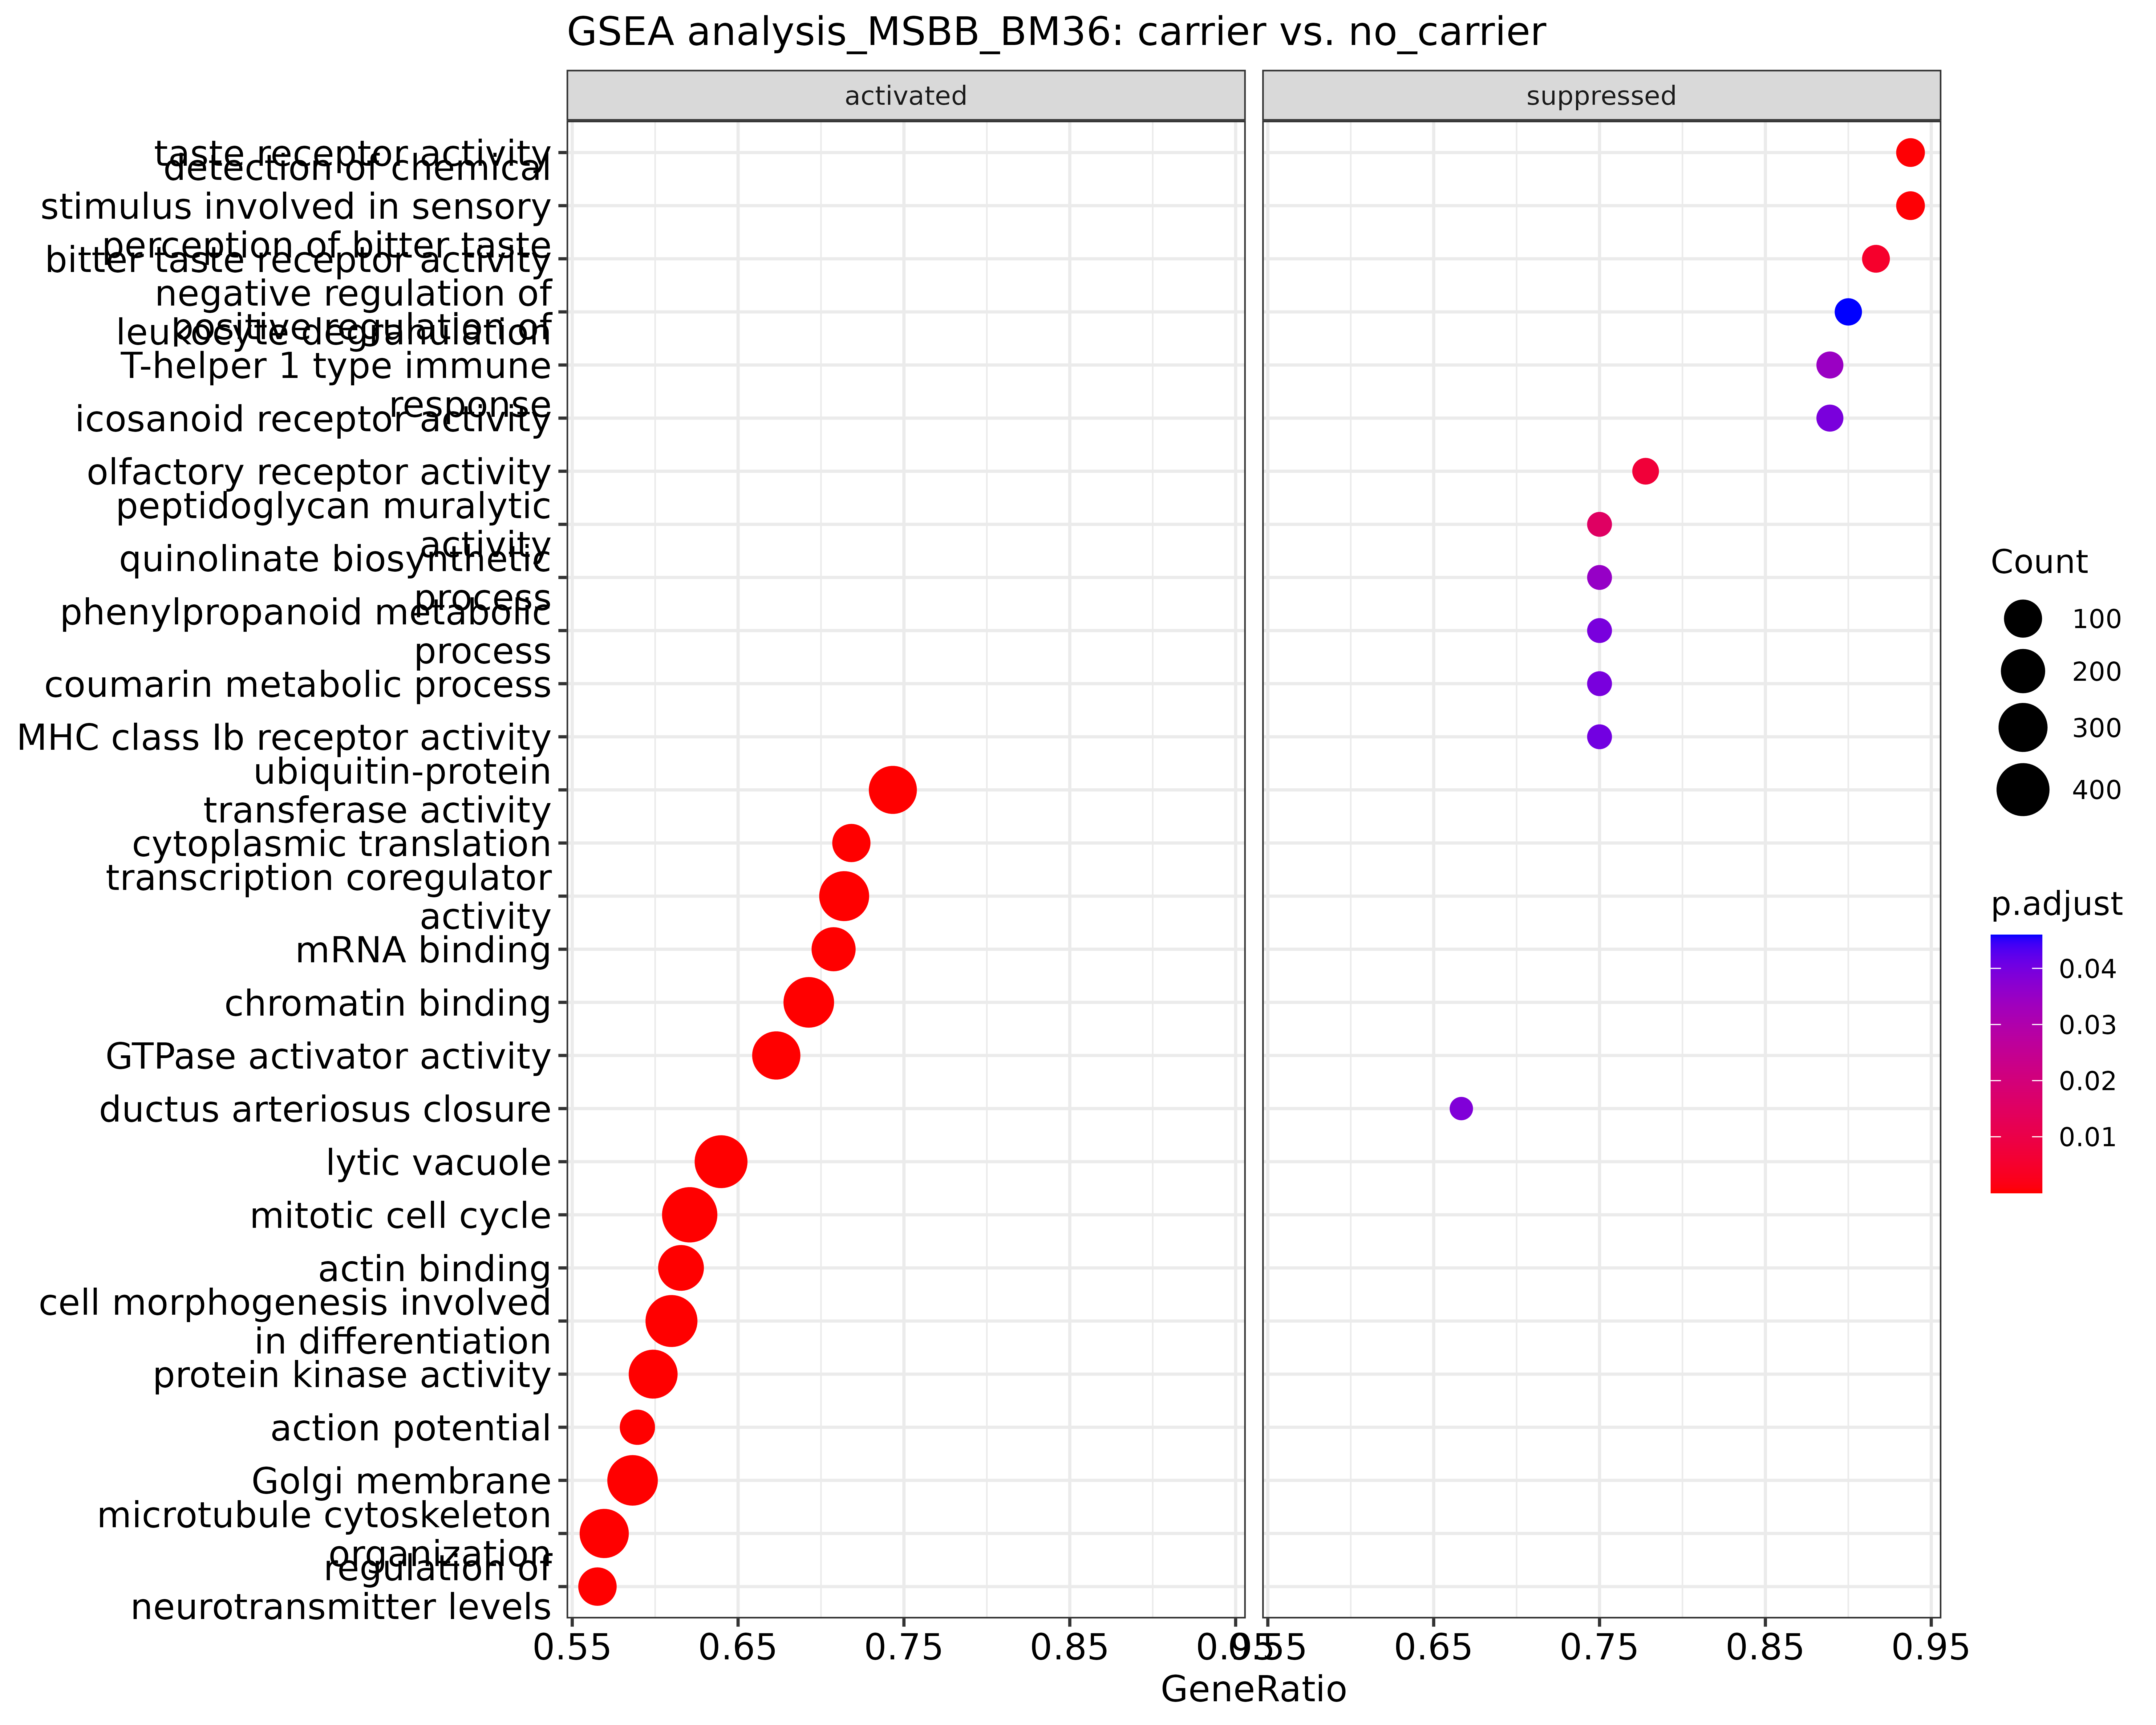 GSEA analysis_MSBB_BM36: carrier vs. no_carrier
activated
suppressed
taste receptor activity
detection of chemical
stimulus involved in sensory
perception of bitter taste
bitter taste receptor activity
negative regulation of
leukocyte degranulation
positive regulation of
T-helper 1 type immune
response
icosanoid receptor activity
olfactory receptor activity
peptidoglycan muralytic
activity
quinolinate biosynthetic
process
phenylpropanoid metabolic
process
coumarin metabolic process
MHC class Ib receptor activity
ubiquitin-protein
transferase activity
cytoplasmic translation
transcription coregulator
activity
mRNA binding
chromatin binding
GTPase activator activity
ductus arteriosus closure
lytic vacuole
mitotic cell cycle
actin binding
cell morphogenesis involved
in differentiation
protein kinase activity
action potential
Golgi membrane
microtubule cytoskeleton
organization
regulation of
neurotransmitter levels
0.55 0.65 0.75 0.85 0.95
0.55 0.65 0.75 0.85 0.95
GeneRatio
Count
100
200
300
400
p.adjust
0.04
0.03
0.02
0.01